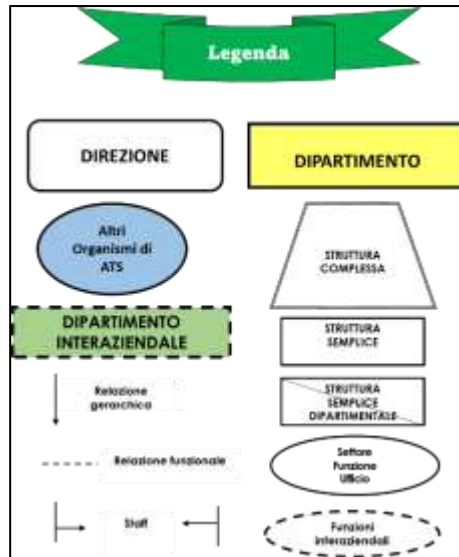 Legenda
DIREZIONE
DIPARTIMENTO
Altri
Organismi di
ATS
STRUTTURA
COMPLESSA
DIPARTIMENTO
INTERAZIENDALE
STRUTTURA
SEMPLICE
Relazione
gerarchica
STRUTTURA
SEMPLICE
DIPARTIMENTALE
Relazione funzionale
Settore
Funzione
Ufficio
Staff
Funzioni
interaziendali